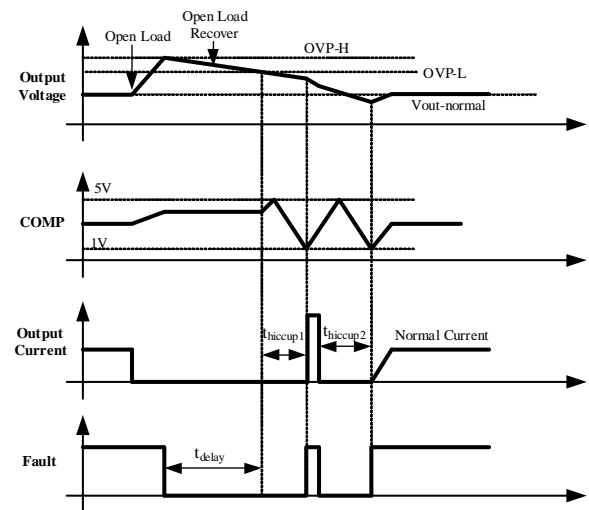 Open Load
Recover
Open Load
OVP-H
OVP-L
Output
Voltage
Vout-normal
5V
COMP
1V
Output
Current
thiccup1
thiccup2
Normal Current
Fault
tdelay